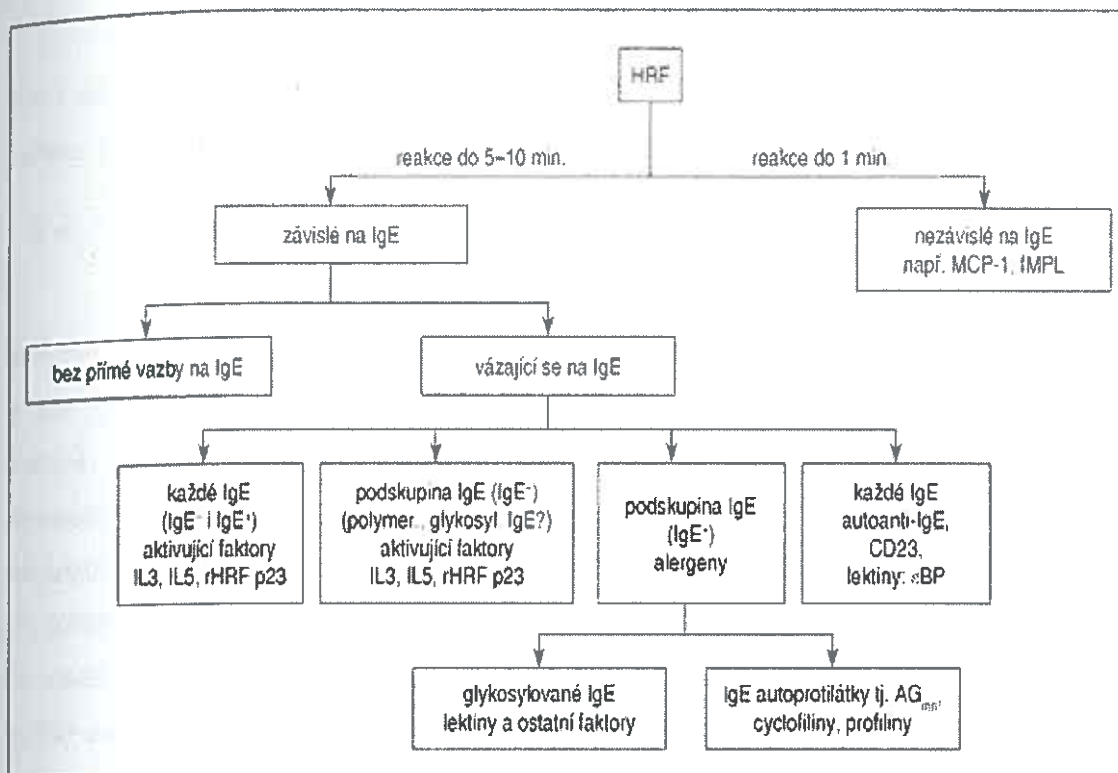 HRF
reakce do 5–10 min.
reakce do 1 min
závislé na IgE
nezávislé na IgE
např. MCP-1, fMPL
bez přímé vazby na IgE
vázající se na IgE
každé IgE
(IgE⁻ i IgE⁺)
aktivující faktory
IL3, IL5, rHRF p23
podskupina IgE (IgE⁻)
(polymer., glykosyl. IgE?)
aktivující faktory
IL3, IL5, rHRF p23
podskupina IgE
(IgE⁺)
alergeny
každé IgE
autoanti-IgE,
CD23,
lektiny: εBP
glykosylované IgE
lektiny a ostatní faktory
IgE autoprotilátky tj.
cyclofiliny, profiliny